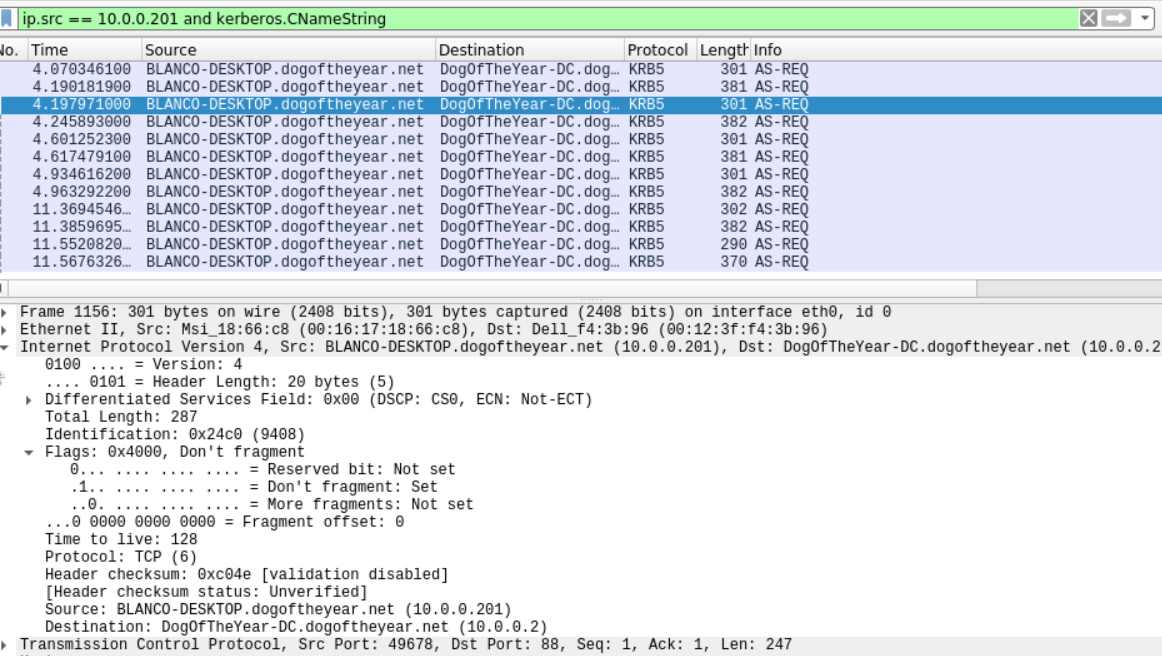 ip.src == 10.0.0.201 and kerberos.CNameString
No. Time Source Destination Protocol Length Info
4.070346100 BLANCO-DESKTOP.dogoftheyear.net DogOfTheYear-DC.dog… KRB5 301 AS-REQ
4.190181900 BLANCO-DESKTOP.dogoftheyear.net DogOfTheYear-DC.dog… KRB5 381 AS-REQ
4.197971000 BLANCO-DESKTOP.dogoftheyear.net DogOfTheYear-DC.dog… KRB5 301 AS-REQ
4.245893000 BLANCO-DESKTOP.dogoftheyear.net DogOfTheYear-DC.dog… KRB5 382 AS-REQ
4.601252300 BLANCO-DESKTOP.dogoftheyear.net DogOfTheYear-DC.dog… KRB5 301 AS-REQ
4.617479100 BLANCO-DESKTOP.dogoftheyear.net DogOfTheYear-DC.dog… KRB5 381 AS-REQ
4.934616200 BLANCO-DESKTOP.dogoftheyear.net DogOfTheYear-DC.dog… KRB5 301 AS-REQ
4.963292200 BLANCO-DESKTOP.dogoftheyear.net DogOfTheYear-DC.dog… KRB5 382 AS-REQ
11.3694546… BLANCO-DESKTOP.dogoftheyear.net DogOfTheYear-DC.dog… KRB5 302 AS-REQ
11.3859695… BLANCO-DESKTOP.dogoftheyear.net DogOfTheYear-DC.dog… KRB5 382 AS-REQ
11.5520820… BLANCO-DESKTOP.dogoftheyear.net DogOfTheYear-DC.dog… KRB5 290 AS-REQ
11.5676326… BLANCO-DESKTOP.dogoftheyear.net DogOfTheYear-DC.dog… KRB5 370 AS-REQ
Frame 1156: 301 bytes on wire (2408 bits), 301 bytes captured (2408 bits) on interface eth0, id 0
Ethernet II, Src: Msi_18:66:c8 (00:16:17:18:66:c8), Dst: Dell_f4:3b:96 (00:12:3f:f4:3b:96)
Internet Protocol Version 4, Src: BLANCO-DESKTOP.dogoftheyear.net (10.0.0.201), Dst: DogOfTheYear-DC.dogoftheyear.net (10.0.0.2
0100 .... = Version: 4
.... 0101 = Header Length: 20 bytes (5)
Differentiated Services Field: 0x00 (DSCP: CS0, ECN: Not-ECT)
Total Length: 287
Identification: 0x24c0 (9408)
Flags: 0x4000, Don't fragment
0... .... .... .... = Reserved bit: Not set
.1.. .... .... .... = Don't fragment: Set
..0. .... .... .... = More fragments: Not set
...0 0000 0000 0000 = Fragment offset: 0
Time to live: 128
Protocol: TCP (6)
Header checksum: 0xc04e [validation disabled]
[Header checksum status: Unverified]
Source: BLANCO-DESKTOP.dogoftheyear.net (10.0.0.201)
Destination: DogOfTheYear-DC.dogoftheyear.net (10.0.0.2)
Transmission Control Protocol, Src Port: 49678, Dst Port: 88, Seq: 1, Ack: 1, Len: 247